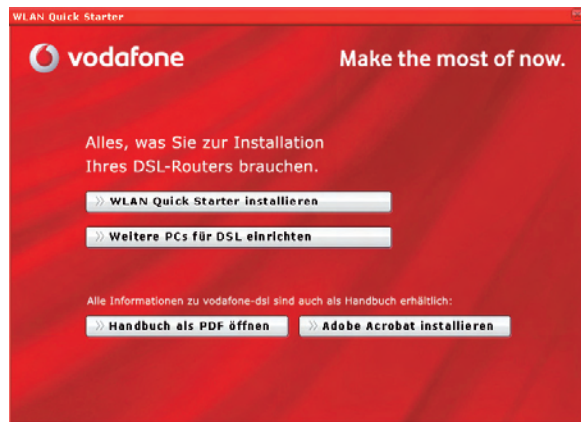 WLAN Quick Starter
vodafone
Make the most of now.
Alles, was Sie zur Installation
Ihres DSL-Routers brauchen.
» WLAN Quick Starter installieren
» Weitere PCs für DSL einrichten
Alle Informationen zu vodafone-dsl sind auch als Handbuch erhältlich:
» Handbuch als PDF öffnen
» Adobe Acrobat installieren